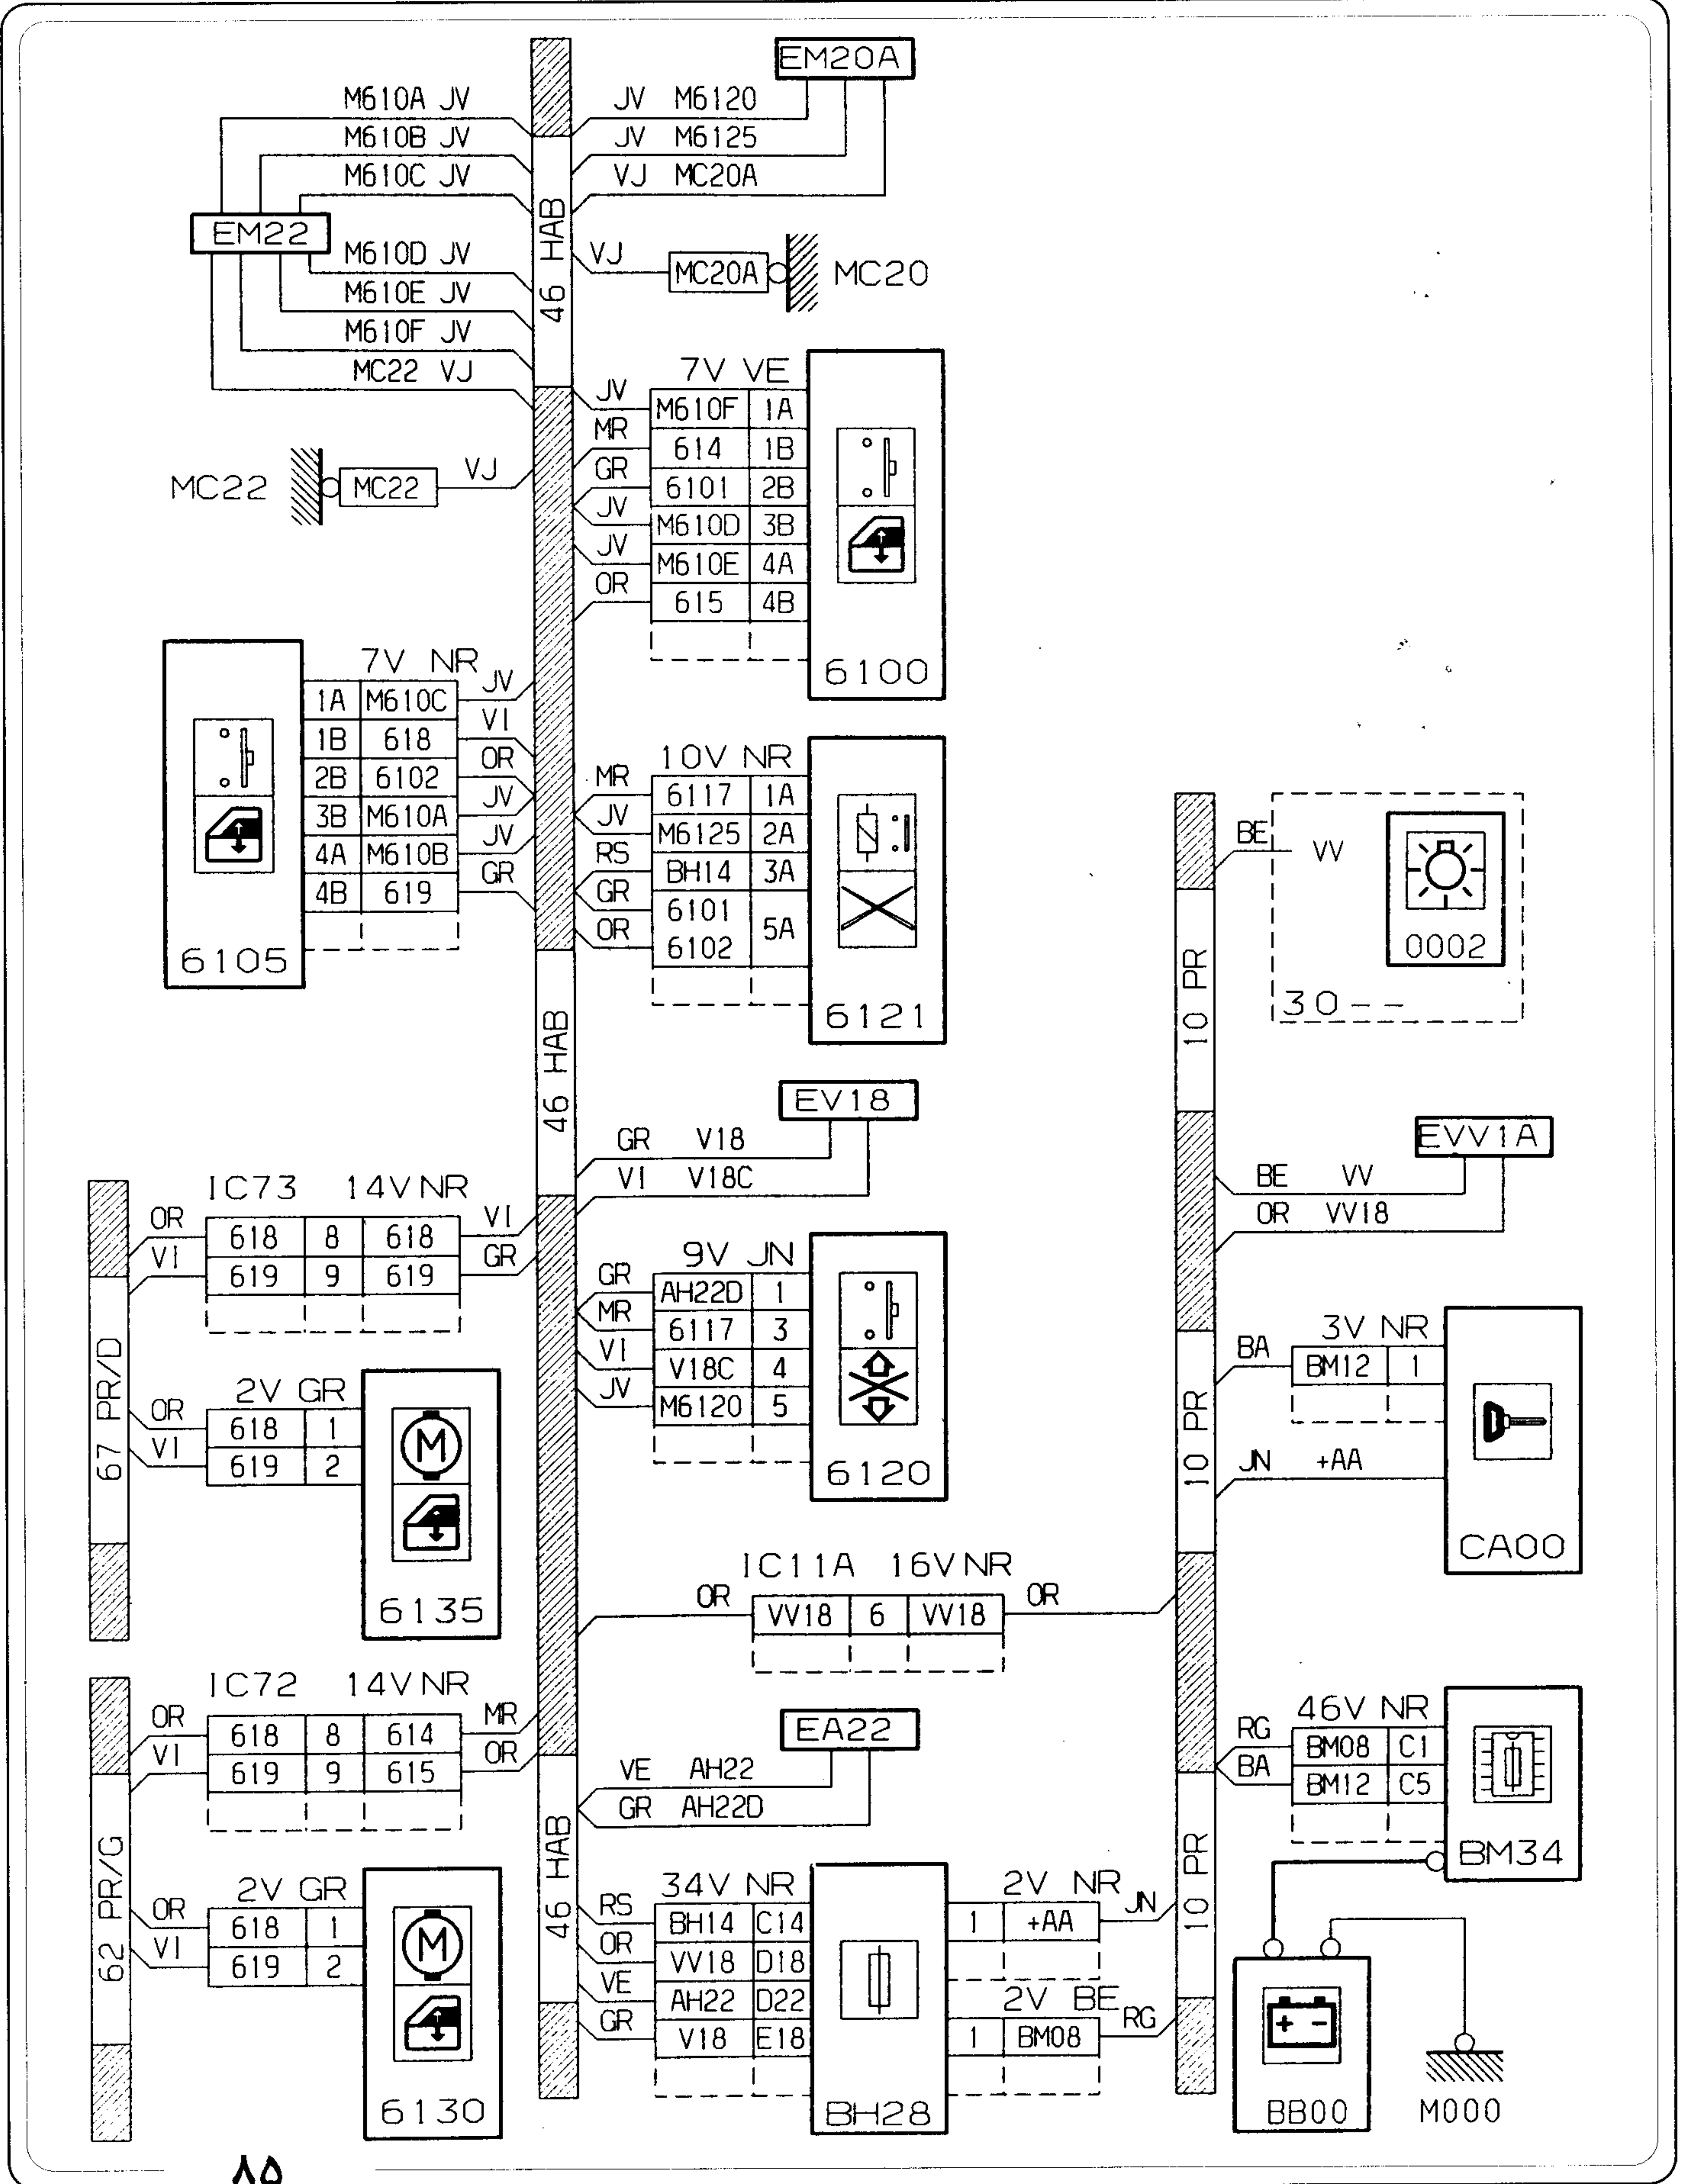 EM20A
M610A JV
JV M6120
M610B JV
JV M6125
M610C JV
VJ MC20A
EM22
46 HAB
M610D JV
VJ
MC20A
MC20
M610E JV
M610F JV
MC22 VJ
7V VE
JV M610F 1A
MR 614 1B
GR 6101 2B
JV M610D 3B
JV M610E 4A
OR 615 4B
6100
MC22
MC22
VJ
7V NR
1A M610C JV
1B 618 VI
2B 6102 OR
3B M610A JV
4A M610B JV
4B 619 GR
6105
10V NR
MR 6117 1A
JV M6125 2A
RS BH14 3A
GR 6101 5A
OR 6102
6121
BE VV
0002
30--
10 PR
46 HAB
EV18
GR V18
VI V18C
EVV1A
BE VV
OR VV18
IC73 14V NR
OR 618 8 618 VI
VI 619 9 619 GR
67 PR/D
2V GR
OR 618 1
VI 619 2
6135
9V JN
GR AH22D 1
MR 6117 3
VI V18C 4
JV M6120 5
6120
10 PR
3V NR
BA BM12 1
JN +AA
CA00
IC11A 16V NR
OR VV18 6 VV18 OR
IC72 14V NR
OR 618 8 614 MR
VI 619 9 615 OR
62 PR/G
2V GR
OR 618 1
VI 619 2
6130
EA22
VE AH22
GR AH22D
46 HAB
34V NR
RS BH14 C14
OR VV18 D18
VE AH22 D22
GR V18 E18
BH28
2V NR
1 +AA JN
2V BE
1 BM08 RG
10 PR
46V NR
RG BM08 C1
BA BM12 C5
BM34
+ -
BB00
M000
۸۵